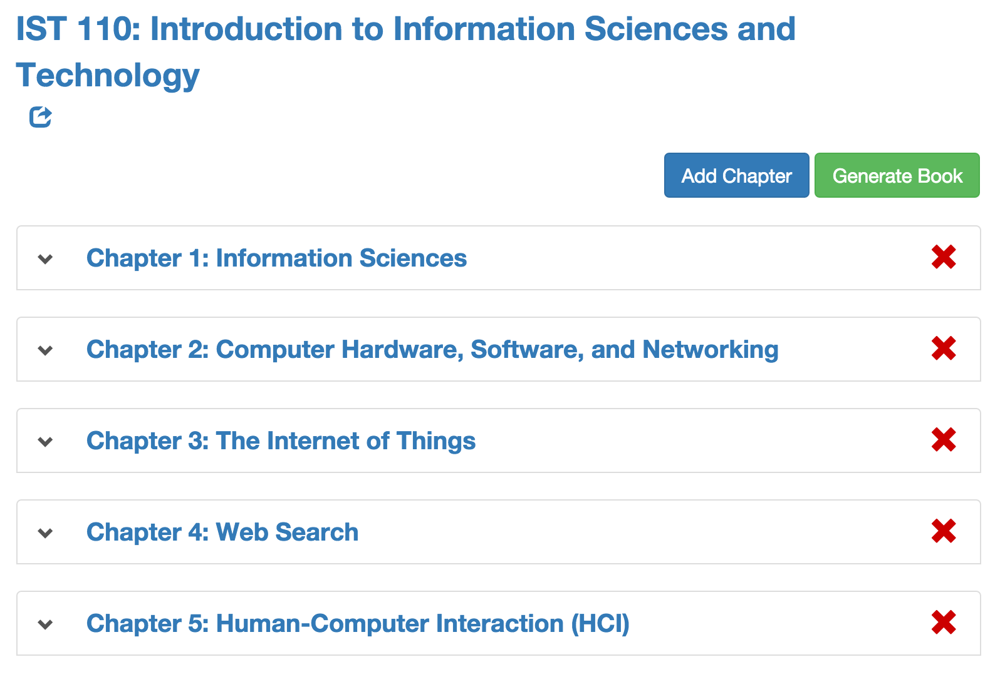 IST 110: Introduction to Information Sciences and
Technology
Add Chapter
Generate Book
Chapter 1: Information Sciences
Chapter 2: Computer Hardware, Software, and Networking
Chapter 3: The Internet of Things
Chapter 4: Web Search
Chapter 5: Human-Computer Interaction (HCI)